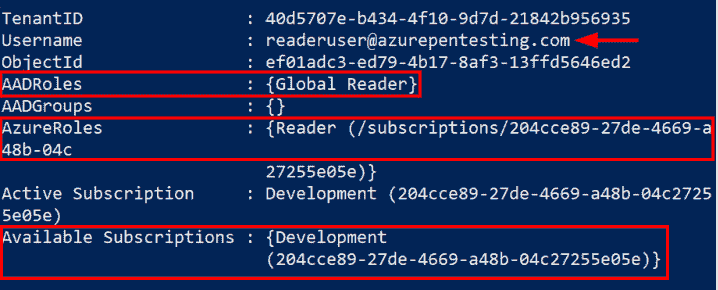 TenantID : 40d5707e-b434-4f10-9d7d-21842b956935
Username : readeruser@azurepentesting.com
ObjectId : ef01adc3-ed79-4b17-8af3-13ffd5646ed2
AADRoles : {Global Reader}
AADGroups : {}
AzureRoles : {Reader (/subscriptions/204cce89-27de-4669-a
48b-04c
27255e05e)}
Active Subscription : Development (204cce89-27de-4669-a48b-04c2725
5e05e)
Available Subscriptions : {Development
(204cce89-27de-4669-a48b-04c27255e05e)}